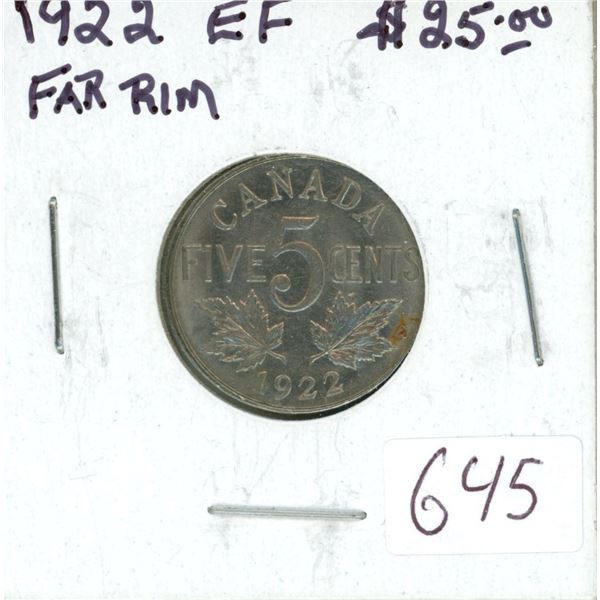 1922 EF $25.00
FAR RIM
CANADA
FIVE 5 CENTS
1922
645